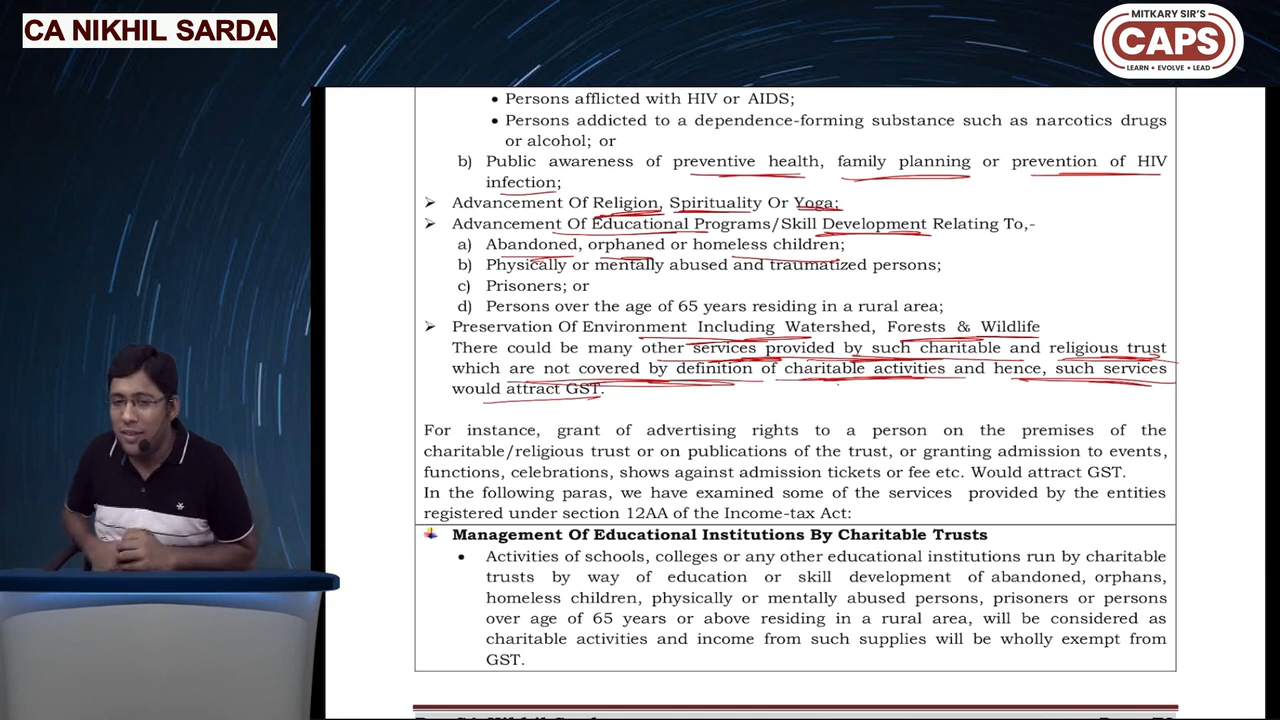 CA NIKHIL SARDA
MITKARY SIR'S
CAPS
LEARN • EVOLVE • LEAD
• Persons afflicted with HIV or AIDS;
• Persons addicted to a dependence-forming substance such as narcotics drugs
or alcohol; or
b) Public awareness of preventive health, family planning or prevention of HIV
infection;
➢ Advancement Of Religion, Spirituality Or Yoga;
➢ Advancement Of Educational Programs/Skill Development Relating To,-
a) Abandoned, orphaned or homeless children;
b) Physically or mentally abused and traumatized persons;
c) Prisoners; or
d) Persons over the age of 65 years residing in a rural area;
➢ Preservation Of Environment Including Watershed, Forests & Wildlife
There could be many other services provided by such charitable and religious trust
which are not covered by definition of charitable activities and hence, such services
would attract GST.
For instance, grant of advertising rights to a person on the premises of the
charitable/religious trust or on publications of the trust, or granting admission to events,
functions, celebrations, shows against admission tickets or fee etc. Would attract GST.
In the following paras, we have examined some of the services provided by the entities
registered under section 12AA of the Income-tax Act:
Management Of Educational Institutions By Charitable Trusts
• Activities of schools, colleges or any other educational institutions run by charitable
trusts by way of education or skill development of abandoned, orphans,
homeless children, physically or mentally abused persons, prisoners or persons
over age of 65 years or above residing in a rural area, will be considered as
charitable activities and income from such supplies will be wholly exempt from
GST.